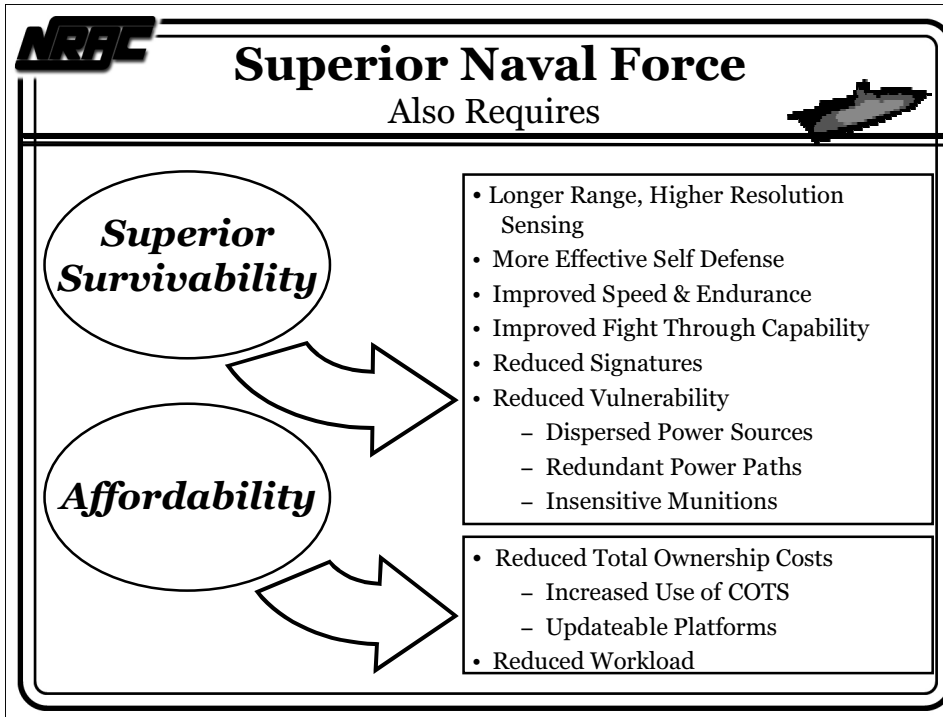 NRAC
Superior Naval Force
Also Requires
Superior
Survivability
• Longer Range, Higher Resolution
Sensing
• More Effective Self Defense
• Improved Speed & Endurance
• Improved Fight Through Capability
• Reduced Signatures
• Reduced Vulnerability
– Dispersed Power Sources
– Redundant Power Paths
– Insensitive Munitions
Affordability
• Reduced Total Ownership Costs
– Increased Use of COTS
– Updateable Platforms
• Reduced Workload